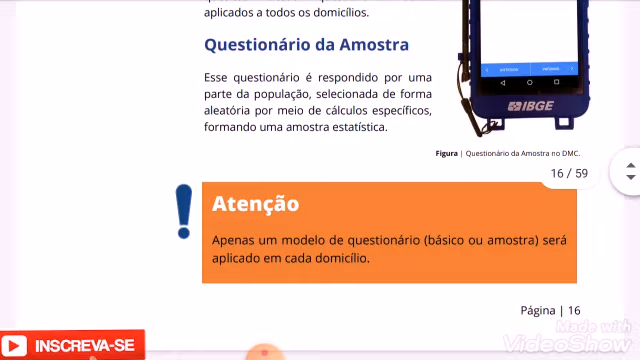 aplicados a todos os domicílios.
Questionário da Amostra
Esse questionário é respondido por uma
parte da população, selecionada de forma
aleatória por meio de cálculos específicos,
formando uma amostra estatística.
IBGE
Figura | Questionário da Amostra no DMC.
16 / 59
Atenção
Apenas um modelo de questionário (básico ou amostra) será
aplicado em cada domicílio.
Página | 16
INSCREVA-SE
Made with
VideoShow